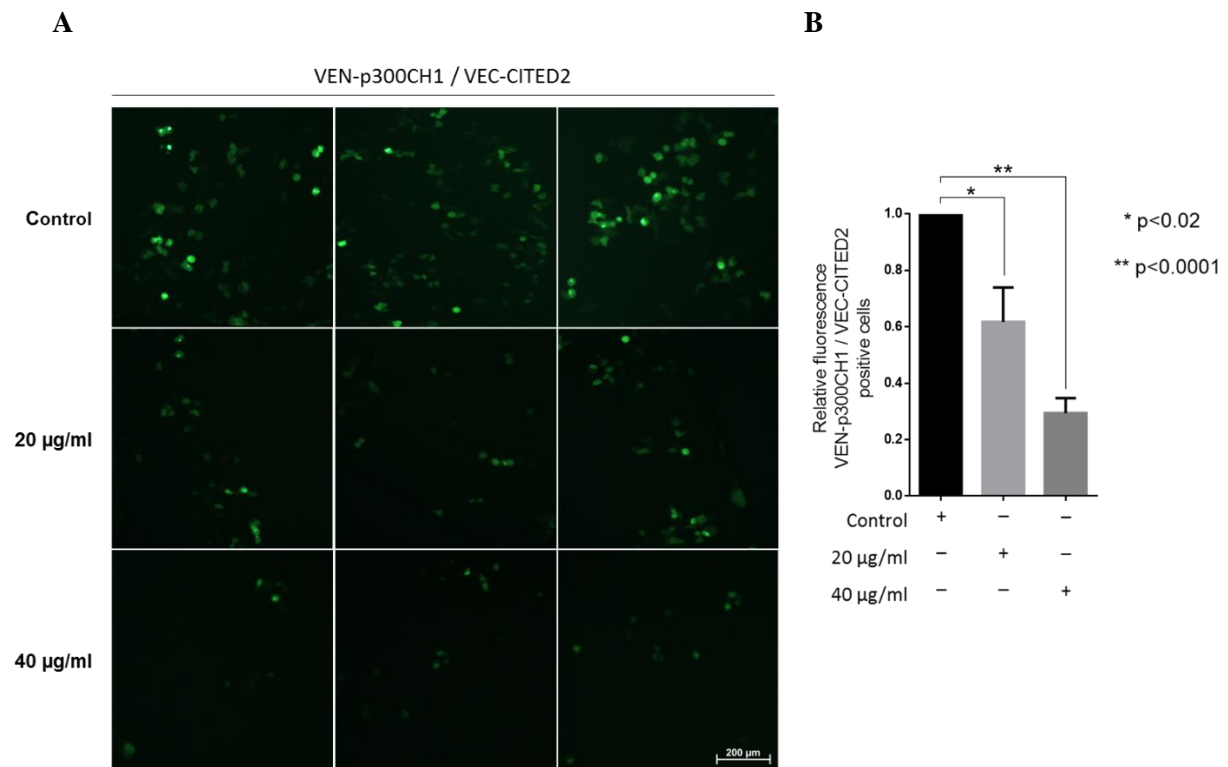 A
B
VEN-p300CH1 / VEC-CITED2
Control
20 µg/ml
40 µg/ml
200 µm
Relative fluorescence
VEN-p300CH1 / VEC-CITED2
positive cells
1.0
0.8
0.6
0.4
0.2
0.0
*
**
* p<0.02
** p<0.0001
Control + – –
20 µg/ml – + –
40 µg/ml – – +